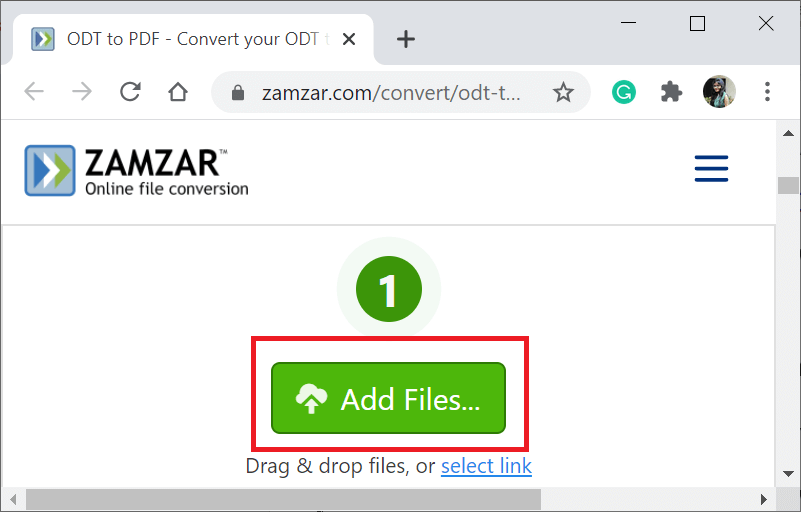 ODT to PDF - Convert your ODT t
zamzar.com/convert/odt-t...
ZAMZAR™
Online file conversion
1
Add Files...
Drag & drop files, or select link